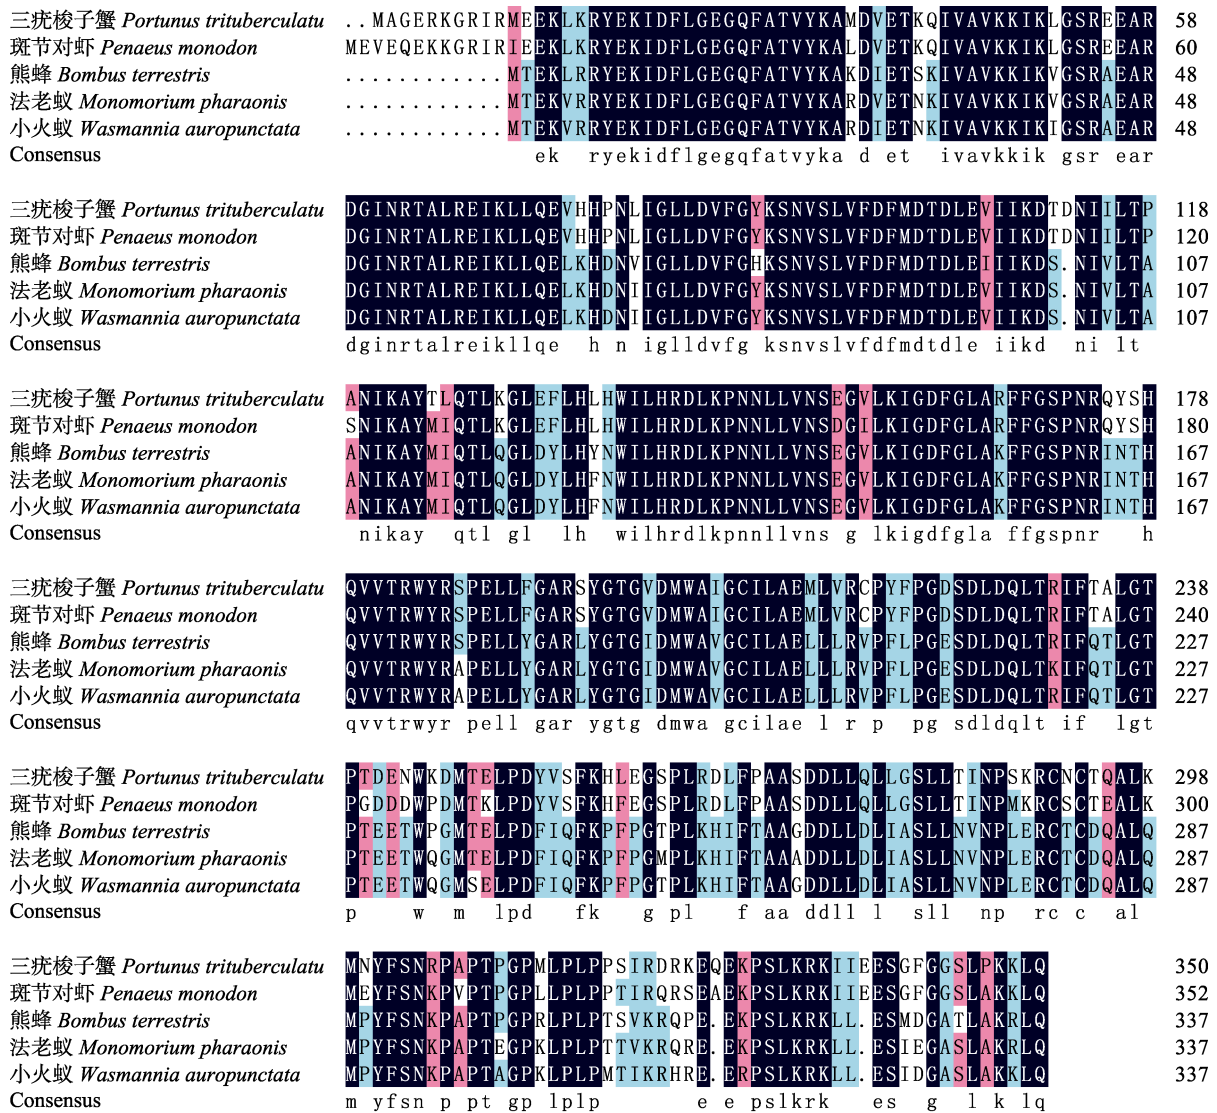 三疣梭子蟹 Portunus trituberculatu ..MAGERKGRIRMEEKLKRYEKIDFLGEGQFATVYKAMDVETKQIVAVKKIKLGSREEAR 58
斑节对虾 Penaeus monodon MEVEQEKKGRIRIEEKLKRYEKIDFLGEGQFATVYKALDVETKQIVAVKKIKLGSREEAR 60
熊蜂 Bombus terrestris ............MTEKLRRYEKIDFLGEGQFATVYKAKDIETSKIVAVKKIKVGSRAEAR 48
法老蚁 Monomorium pharaonis ............MTEKVRRYEKIDFLGEGQFATVYKARDVETNKIVAVKKIKVGSRAEAR 48
小火蚁 Wasmannia auropunctata ............MTEKVRRYEKIDFLGEGQFATVYKARDIETNKIVAVKKIKIGSRAEAR 48
Consensus ek ryekidflgegqfatvyka d et ivavkkik gsr ear
三疣梭子蟹 Portunus trituberculatu DGINRTALREIKLLQEVHHPNLIGLLDVFGYKSNVSLVFDFMDTDLEVIIKDTDNIILTP 118
斑节对虾 Penaeus monodon DGINRTALREIKLLQEVHHPNLIGLLDVFGYKSNVSLVFDFMDTDLEVIIKDTDNIILTP 120
熊蜂 Bombus terrestris DGINRTALREIKLLQELKHDNVIGLLDVFGHKSNVSLVFDFMDTDLEIIIKDS.NIVLTA 107
法老蚁 Monomorium pharaonis DGINRTALREIKLLQELKHDNIIGLLDVFGYKSNVSLVFDFMDTDLEVIIKDS.NIVLTA 107
小火蚁 Wasmannia auropunctata DGINRTALREIKLLQELKHDNIIGLLDVFGYKSNVSLVFDFMDTDLEVIIKDS.NIVLTA 107
Consensus dginrtalreikllqe h n iglldvfg ksnvslvfdfmdtdle iikd ni lt
三疣梭子蟹 Portunus trituberculatu ANIKAYTLQTLKGLEFLHLHWILHRDLKPNNLLVNSEGVLKIGDFGLARFFGSPNRQYSH 178
斑节对虾 Penaeus monodon SNIKAYMIQTLKGLEFLHLHWILHRDLKPNNLLVNSDGILKIGDFGLARFFGSPNRQYSH 180
熊蜂 Bombus terrestris ANIKAYMIQTLQGLDYLHYNWILHRDLKPNNLLVNSEGVLKIGDFGLAKFFGSPNRINTH 167
法老蚁 Monomorium pharaonis ANIKAYMIQTLQGLDYLHFNWILHRDLKPNNLLVNSEGVLKIGDFGLAKFFGSPNRINTH 167
小火蚁 Wasmannia auropunctata ANIKAYMIQTLQGLDYLHFNWILHRDLKPNNLLVNSEGVLKIGDFGLAKFFGSPNRINTH 167
Consensus nikay qtl gl lh wilhrdlkpnnllvns g lkigdfgla ffgspnr h
三疣梭子蟹 Portunus trituberculatu QVVTRWYRSPELLFGARSYGTGVDMWAIGCILAEMLVRCPYFPGDSDLDQLTRIFTALGT 238
斑节对虾 Penaeus monodon QVVTRWYRSPELLFGARSYGTGVDMWAIGCILAEMLVRCPYFPGDSDLDQLTRIFTALGT 240
熊蜂 Bombus terrestris QVVTRWYRSPELLYGARLYGTGIDMWAVGCILAELLLRVPFLPGESDLDQLTRIFQTLGT 227
法老蚁 Monomorium pharaonis QVVTRWYRAPELLYGARLYGTGIDMWAVGCILAELLLRVPFLPGESDLDQLTKIFQTLGT 227
小火蚁 Wasmannia auropunctata QVVTRWYRAPELLYGARLYGTGIDMWAVGCILAELLLRVPFLPGESDLDQLTRIFQTLGT 227
Consensus qvvtrwyr pell gar ygtg dmwa gcilae l r p pg sdldqlt if lgt
三疣梭子蟹 Portunus trituberculatu PTDENWKDMTELPDYVSFKHLEGSPLRDLFPAASDDLLQLLGSLLTINPSKRCNCTQALK 298
斑节对虾 Penaeus monodon PGDDDWPDMTKLPDYVSFKHFEGSPLRDLFPAASDDLLQLLGSLLTINPMKRCSCTEALK 300
熊蜂 Bombus terrestris PTEETWPGMTELPDFIQFKPFPGTPLKHIFTAAGDDLLDLIASLLNVNPLERCTCDQALQ 287
法老蚁 Monomorium pharaonis PTEETWQGMTELPDFIQFKPFPGMPLKHIFTAAADDLLDLIASLLNVNPLERCTCDQALQ 287
小火蚁 Wasmannia auropunctata PTEETWQGMSELPDFIQFKPFPGTPLKHIFTAAGDDLLDLIASLLNVNPLERCTCDQALQ 287
Consensus p w m lpd fk g pl f aa ddll l sll np rc c al
三疣梭子蟹 Portunus trituberculatu MNYFSNRPAPTPGPMLPLPPSIRDRKEQEKPSLKRKIIEESGFGGSLPKKLQ 350
斑节对虾 Penaeus monodon MEYFSNKPVPTPGPLLPLPPTIRQRSEAEKPSLKRKIIEESGFGGSLAKKLQ 352
熊蜂 Bombus terrestris MPYFSNKPAPTPGPRLPLPTSVKRQPE.EKPSLKRKLL.ESMDGATLAKRLQ 337
法老蚁 Monomorium pharaonis MPYFSNKPAPTEGPKLPLPTTVKRQRE.EKPSLKRKLL.ESIEGASLAKRLQ 337
小火蚁 Wasmannia auropunctata MPYFSNKPAPTAGPKLPLPMTIKRHRE.ERPSLKRKLL.ESIDGASLAKKLQ 337
Consensus m yfsn p pt gp lplp e e pslkrk es g l k lq